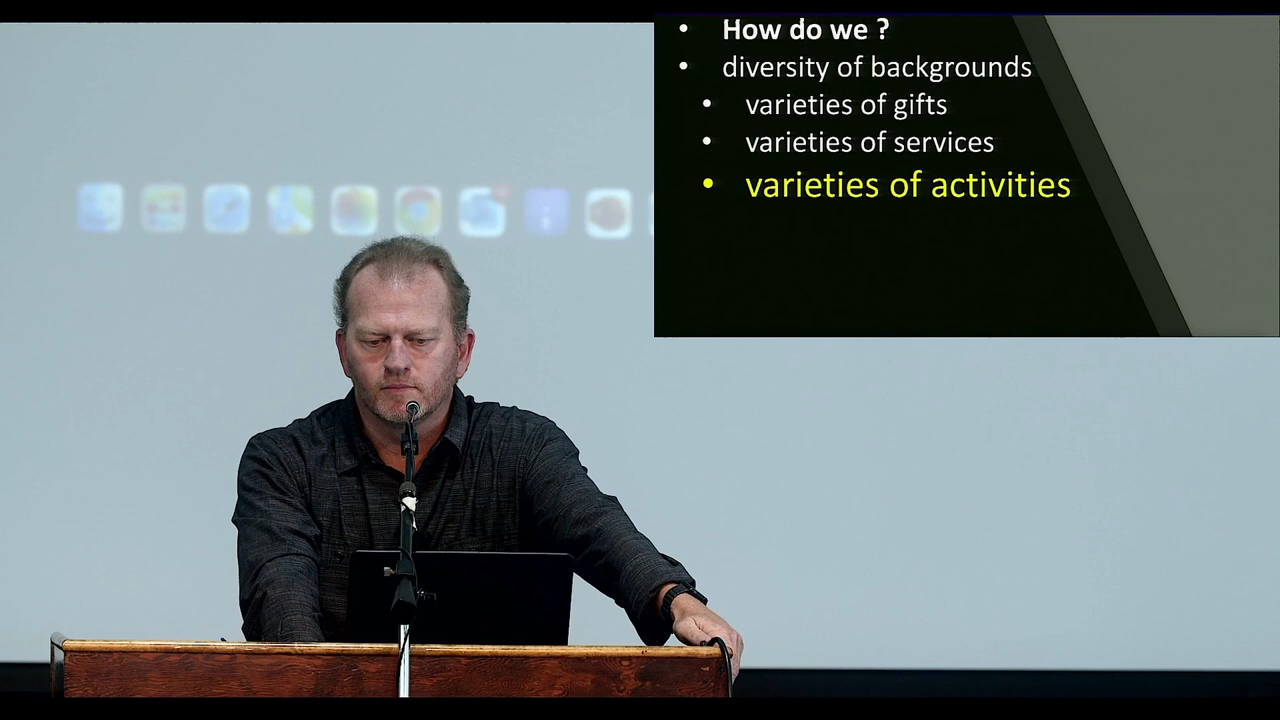 • How do we ?
• diversity of backgrounds
• varieties of gifts
• varieties of services
• varieties of activities